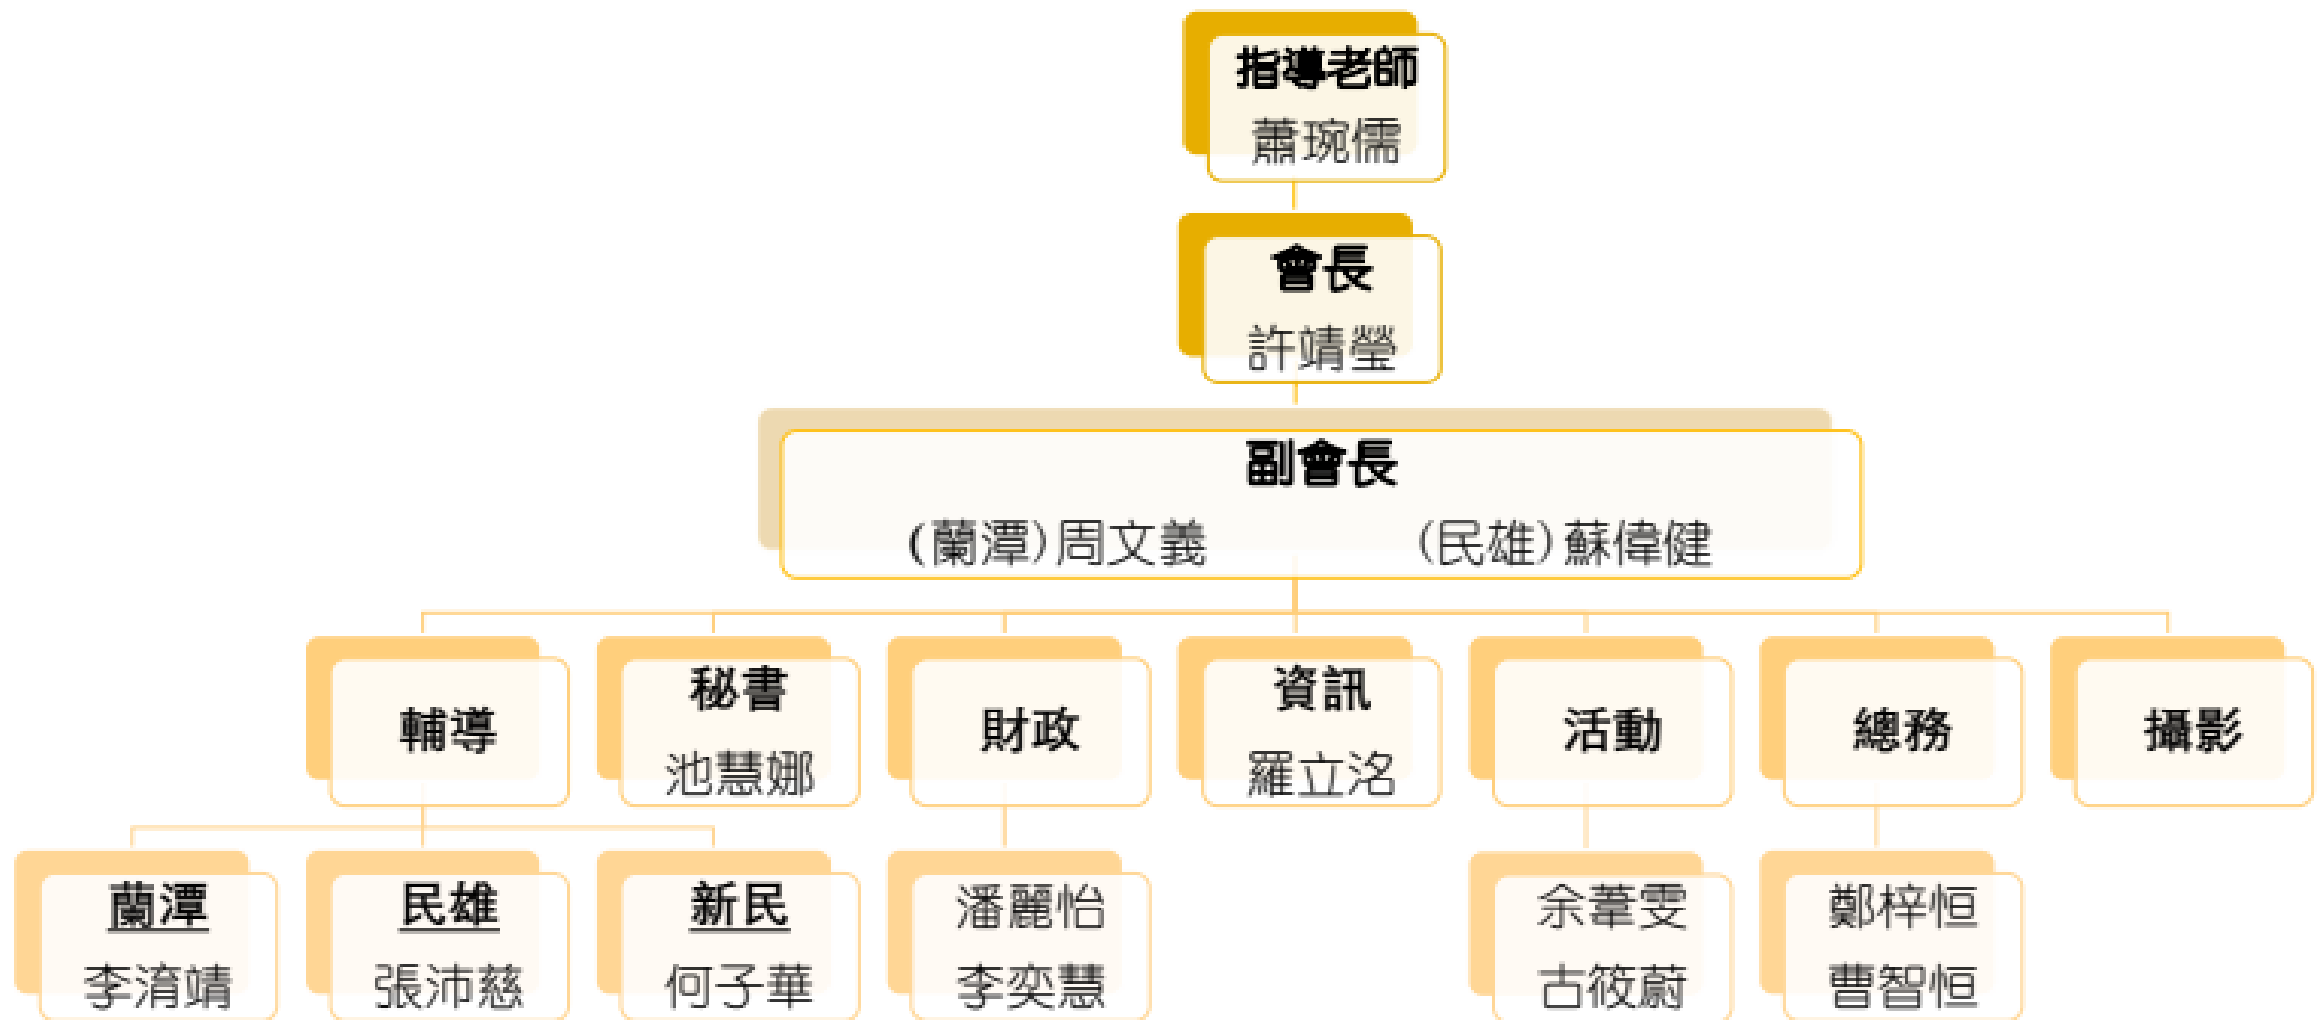 指導老師
蕭琬儒
會長
許靖瑩
副會長
(蘭潭)周文義 (民雄)蘇偉健
輔導
秘書
池慧娜
財政
資訊
羅立洺
活動
總務
攝影
蘭潭
李淯靖
民雄
張沛慈
新民
何子華
潘麗怡
李奕慧
余葦雯
古筱蔚
鄭梓恒
曹智恒